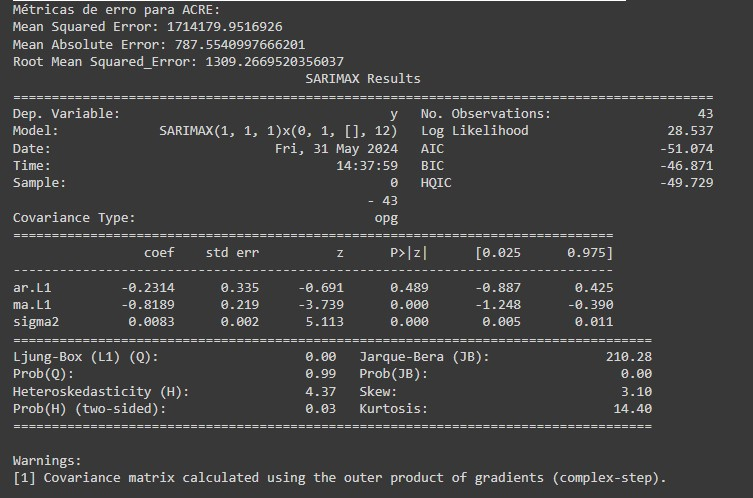 Métricas de erro para ACRE:
Mean Squared Error: 1714179.9516926
Mean Absolute Error: 787.5540997666201
Root Mean Squared_Error: 1309.2669520356037
SARIMAX Results
==========================================================================================
Dep. Variable:                                  y   No. Observations:                   43
Model:             SARIMAX(1, 1, 1)x(0, 1, [], 12)   Log Likelihood                  28.537
Date:                            Fri, 31 May 2024   AIC                            -51.074
Time:                                    14:37:59   BIC                            -46.871
Sample:                                         0   HQIC                           -49.729
- 43
Covariance Type:                              opg
==============================================================================
coef    std err          z      P>|z|      [0.025      0.975]
------------------------------------------------------------------------------
ar.L1         -0.2314      0.335     -0.691      0.489      -0.887       0.425
ma.L1         -0.8189      0.219     -3.739      0.000      -1.248      -0.390
sigma2         0.0083      0.002      5.113      0.000       0.005       0.011
===================================================================================
Ljung-Box (L1) (Q):                   0.00   Jarque-Bera (JB):               210.28
Prob(Q):                              0.99   Prob(JB):                         0.00
Heteroskedasticity (H):               4.37   Skew:                             3.10
Prob(H) (two-sided):                  0.03   Kurtosis:                        14.40
===================================================================================
Warnings:
[1] Covariance matrix calculated using the outer product of gradients (complex-step).